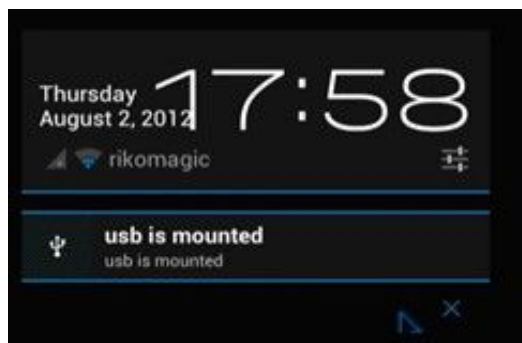 Thursday
August 2, 2012
17:58
rikomagic
usb is mounted
usb is mounted